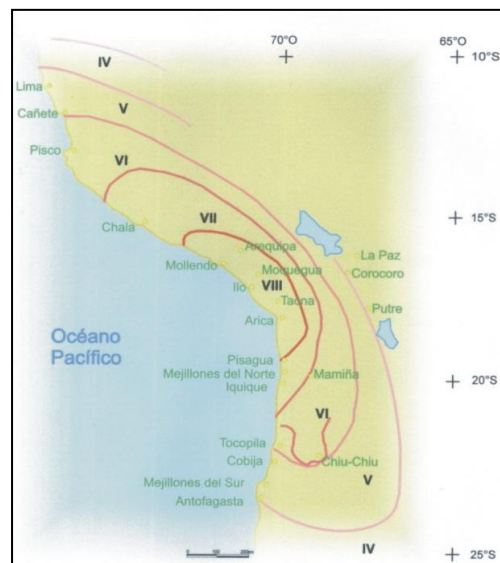 70°O
65°O
IV
10°S
Lima
V
Cañete
VI
Pisco
15°S
VII
Chala
Arequipa
La Paz
Mollendo
Moquegua
Corocoro
Ilo
VIII
Tacna
Putre
Arica
Océano
Pacífico
Pisagua
Mejillones del Norte
Mamiña
20°S
Iquique
VI
Tocopila
Cobija
Chiu-Chiu
V
Mejillones del Sur
Antofagasta
IV
25°S